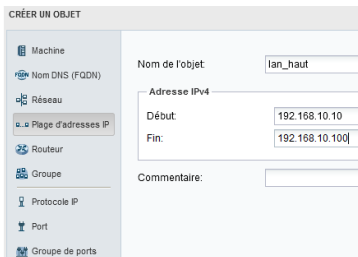 CRÉER UN OBJET
Machine
FQDN Nom DNS (FQDN)
Réseau
Plage d'adresses IP
Routeur
Groupe
Protocole IP
Port
Groupe de ports
Nom de l'objet: lan_haut
Adresse IPv4
Début: 192.168.10.10
Fin: 192.168.10.100
Commentaire: